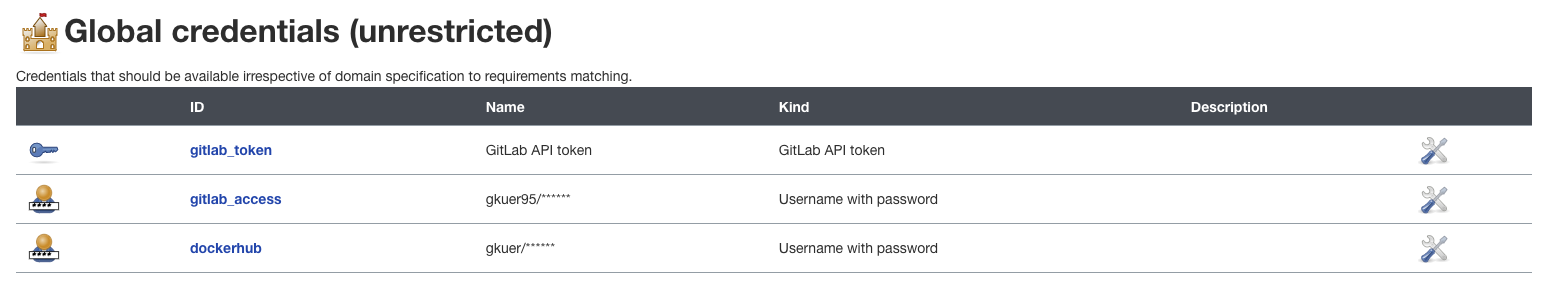 Global credentials (unrestricted)
Credentials that should be available irrespective of domain specification to requirements matching.
ID Name Kind Description
gitlab_token GitLab API token GitLab API token
gitlab_access gkuer95/****** Username with password
dockerhub gkuer/****** Username with password